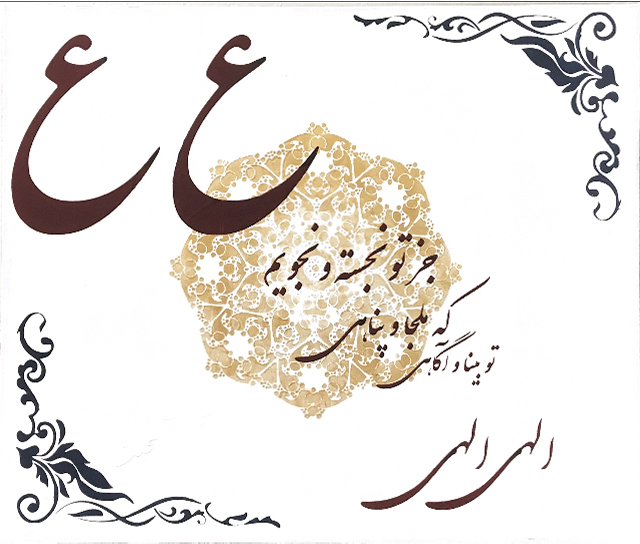 ع ع
جز تو نجسته و نجویم
که ملجا و پناهی
تو بینا و آگاهی
الهی الهی